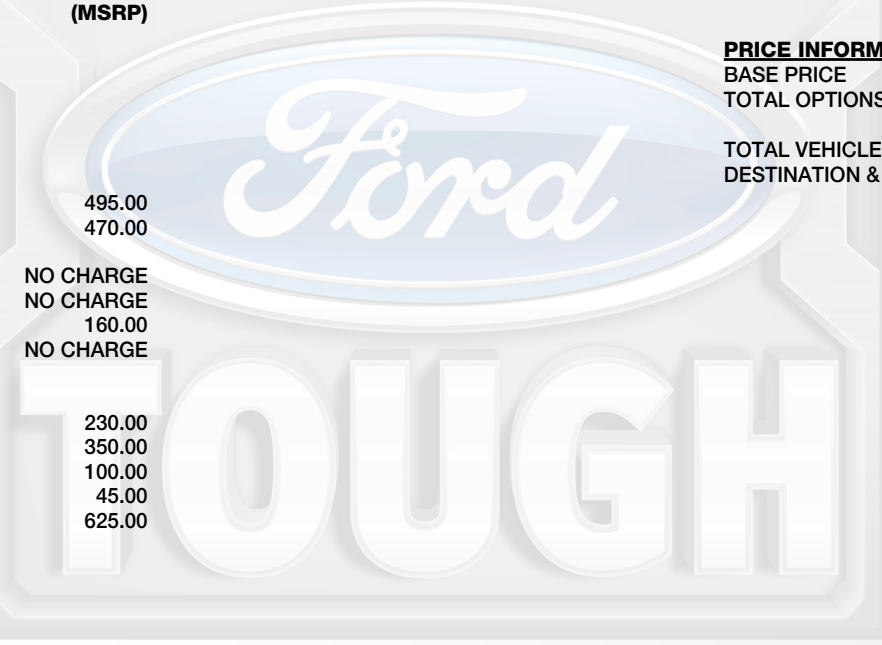 (MSRP)
495.00
470.00
NO CHARGE
NO CHARGE
160.00
NO CHARGE
230.00
350.00
100.00
45.00
625.00
PRICE INFORM
BASE PRICE
TOTAL OPTIONS
TOTAL VEHICLE
DESTINATION &
Ford
TOUGH